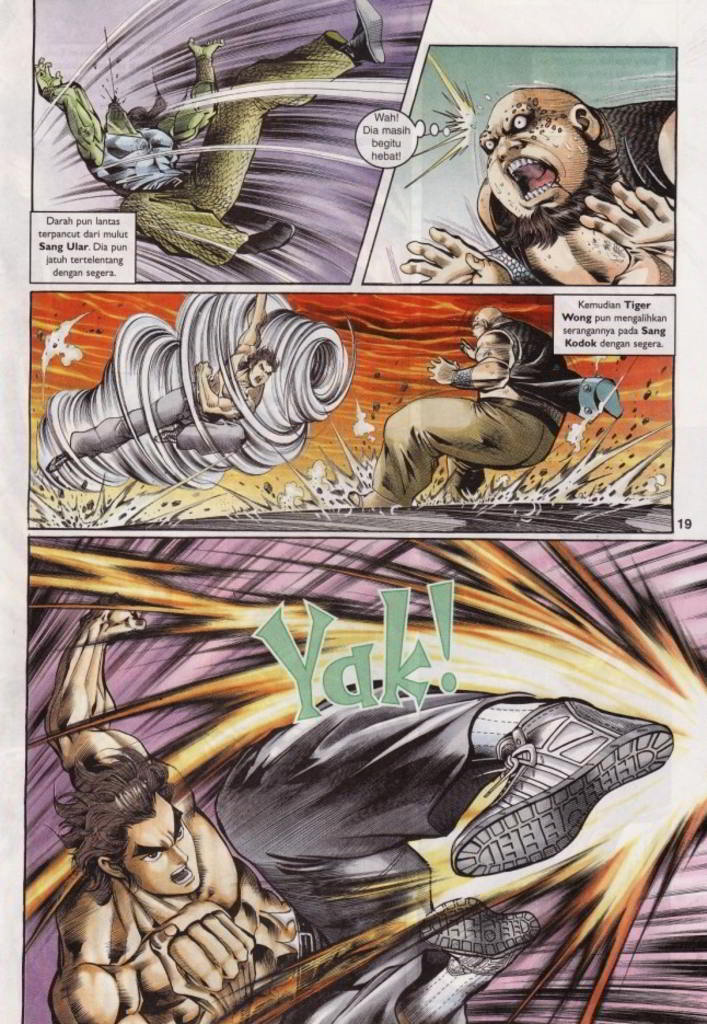 Wah!
Dia masih
begitu
hebat!
Darah pun lantas
terpancut dari mulut
Sang Ular. Dia pun
jatuh tertelentang
dengan segera.
Kemudian Tiger
Wong pun mengalihkan
serangannya pada Sang
Kodok dengan segera.
19
Yak!